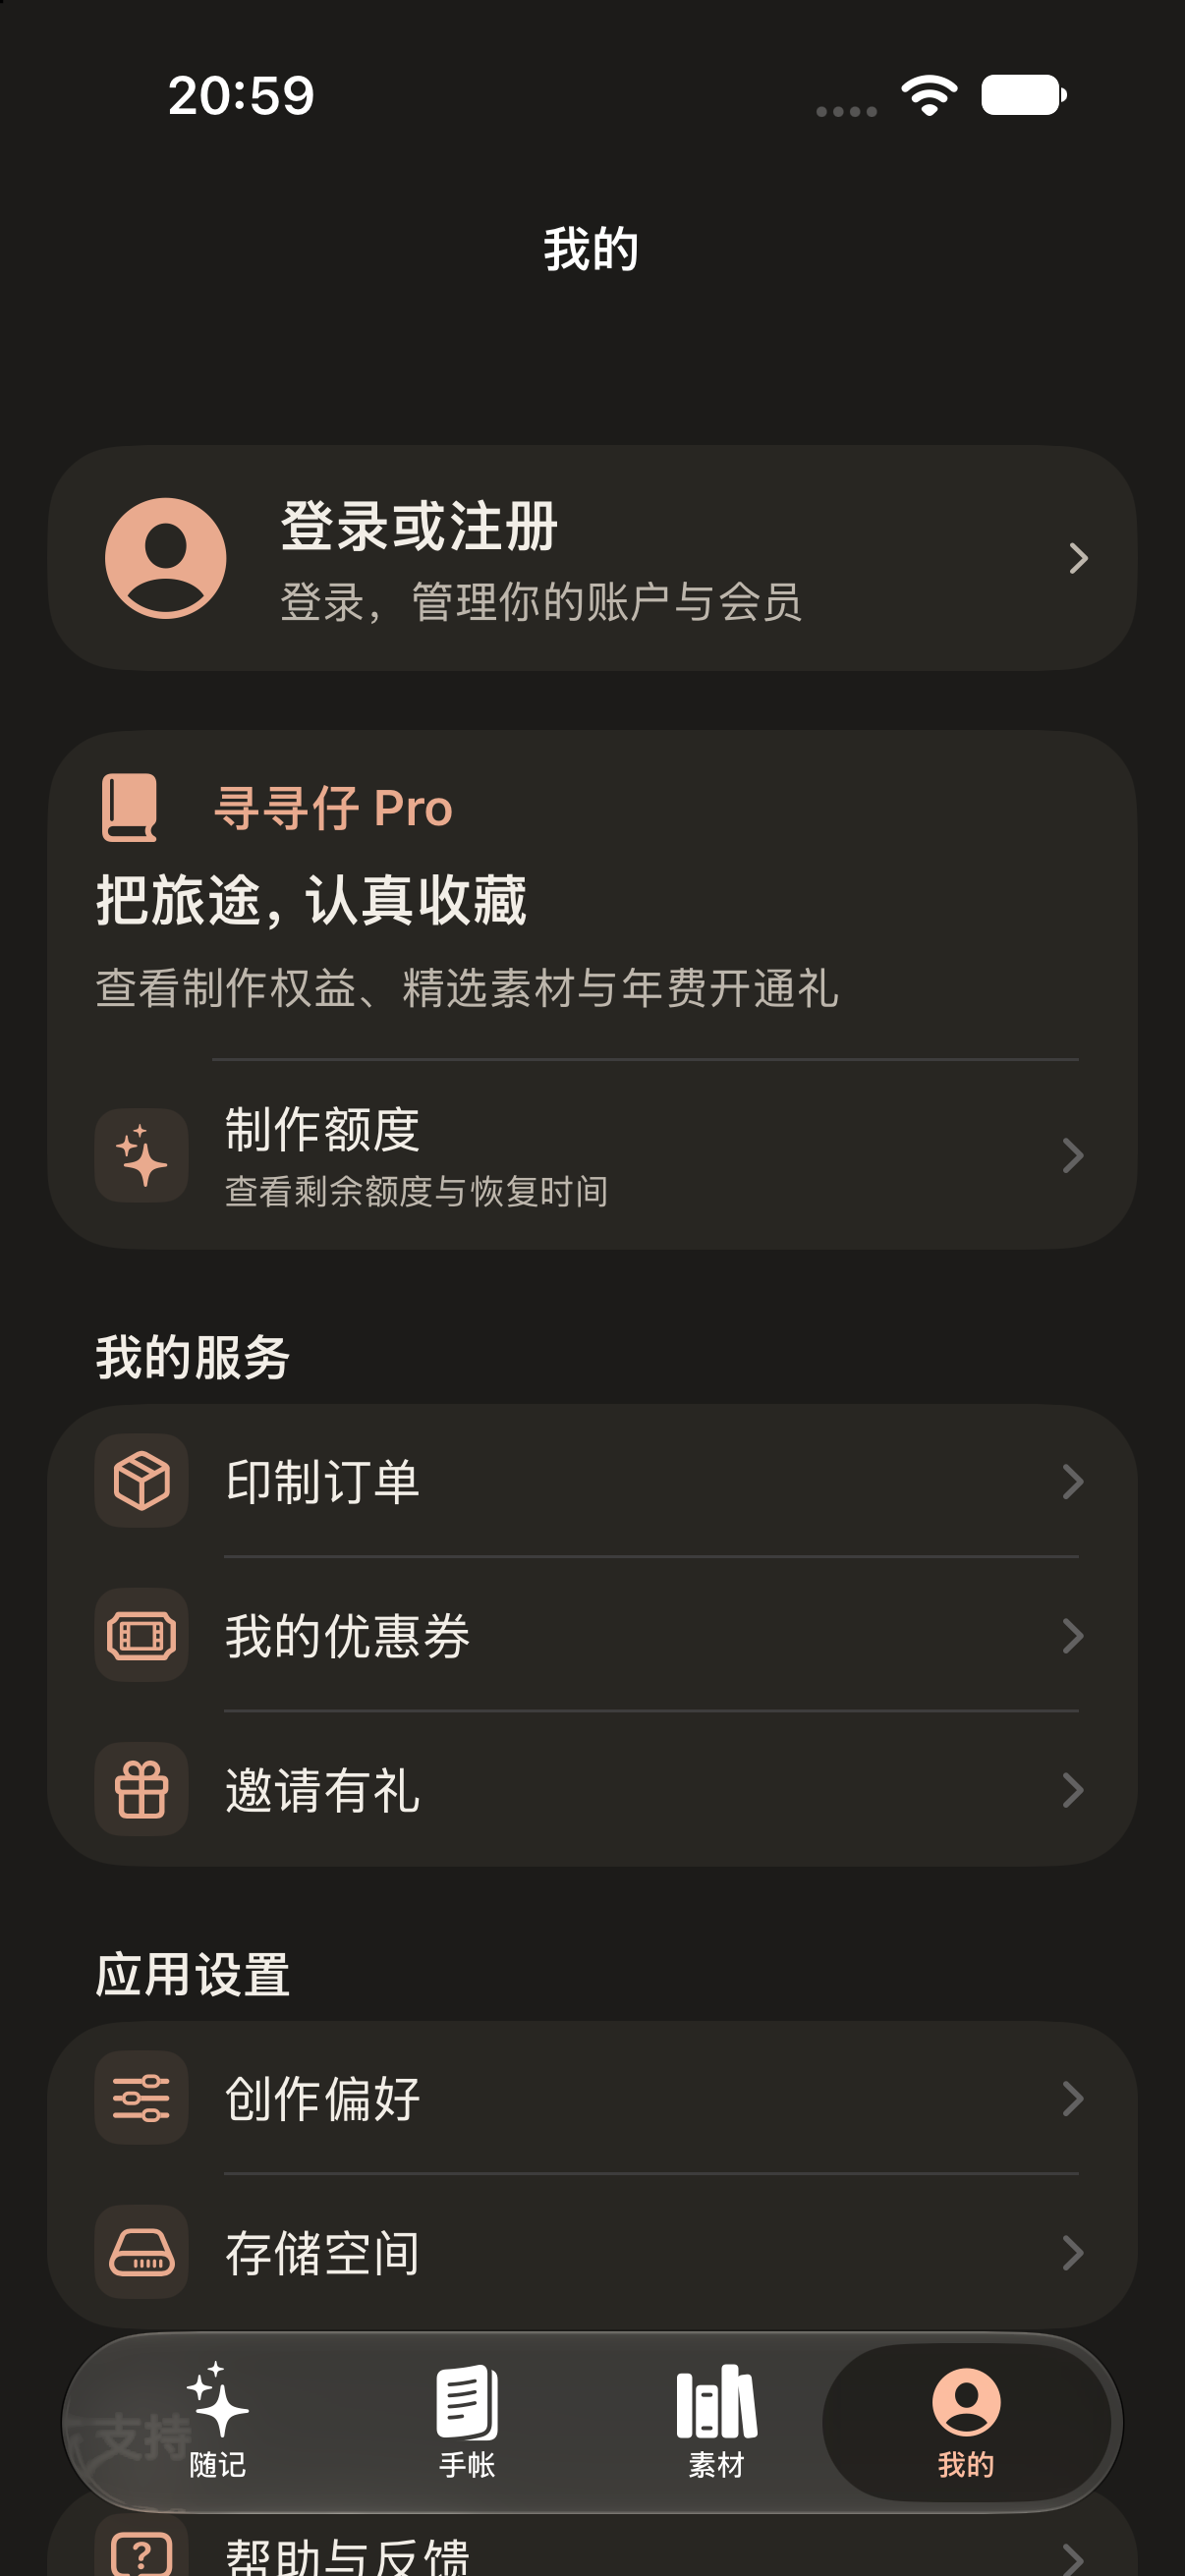 20:59
我的
登录或注册
登录，管理你的账户与会员
寻寻仔 Pro
把旅途，认真收藏
查看制作权益、精选素材与年费开通礼
制作额度
查看剩余额度与恢复时间
我的服务
印制订单
我的优惠券
邀请有礼
应用设置
创作偏好
存储空间
支持
随记
手帐
素材
我的
帮助与反馈